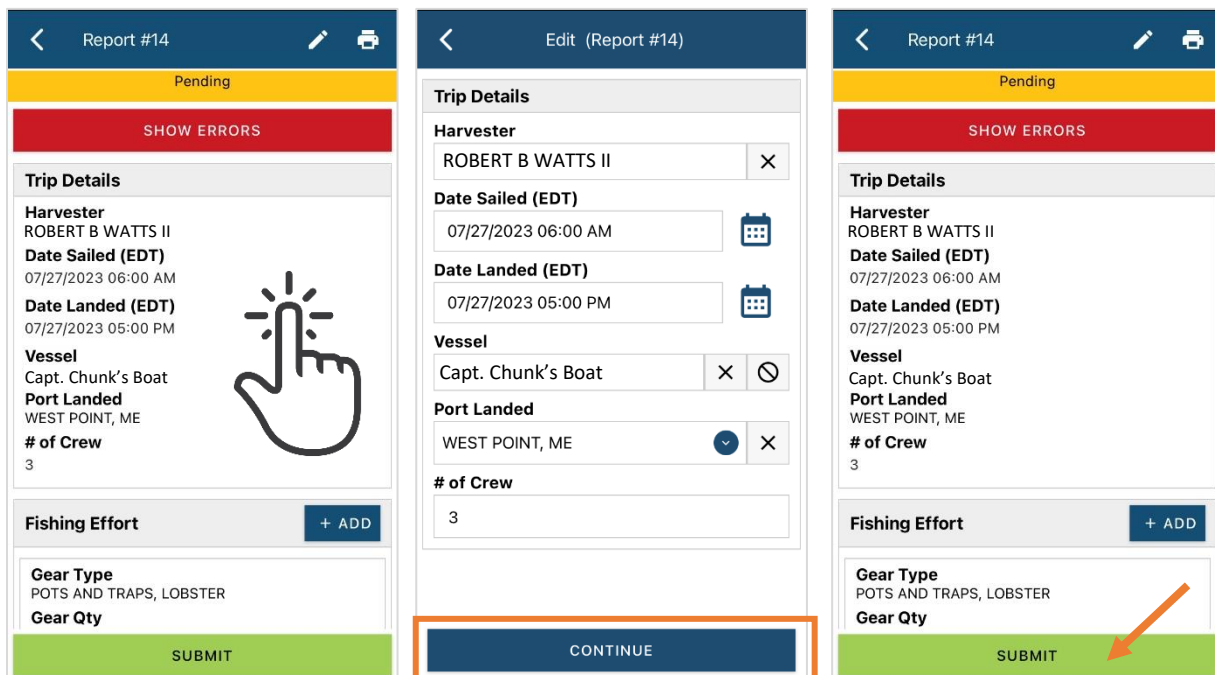 Report #14
Pending
SHOW ERRORS
Trip Details
Harvester
ROBERT B WATTS II
Date Sailed (EDT)
07/27/2023 06:00 AM
Date Landed (EDT)
07/27/2023 05:00 PM
Vessel
Capt. Chunk’s Boat
Port Landed
WEST POINT, ME
# of Crew
3
Fishing Effort
+ ADD
Gear Type
POTS AND TRAPS, LOBSTER
Gear Qty
SUBMIT
Edit (Report #14)
Trip Details
Harvester
ROBERT B WATTS II
Date Sailed (EDT)
07/27/2023 06:00 AM
Date Landed (EDT)
07/27/2023 05:00 PM
Vessel
Capt. Chunk’s Boat
Port Landed
WEST POINT, ME
# of Crew
3
CONTINUE
Report #14
Pending
SHOW ERRORS
Trip Details
Harvester
ROBERT B WATTS II
Date Sailed (EDT)
07/27/2023 06:00 AM
Date Landed (EDT)
07/27/2023 05:00 PM
Vessel
Capt. Chunk’s Boat
Port Landed
WEST POINT, ME
# of Crew
3
Fishing Effort
+ ADD
Gear Type
POTS AND TRAPS, LOBSTER
Gear Qty
SUBMIT